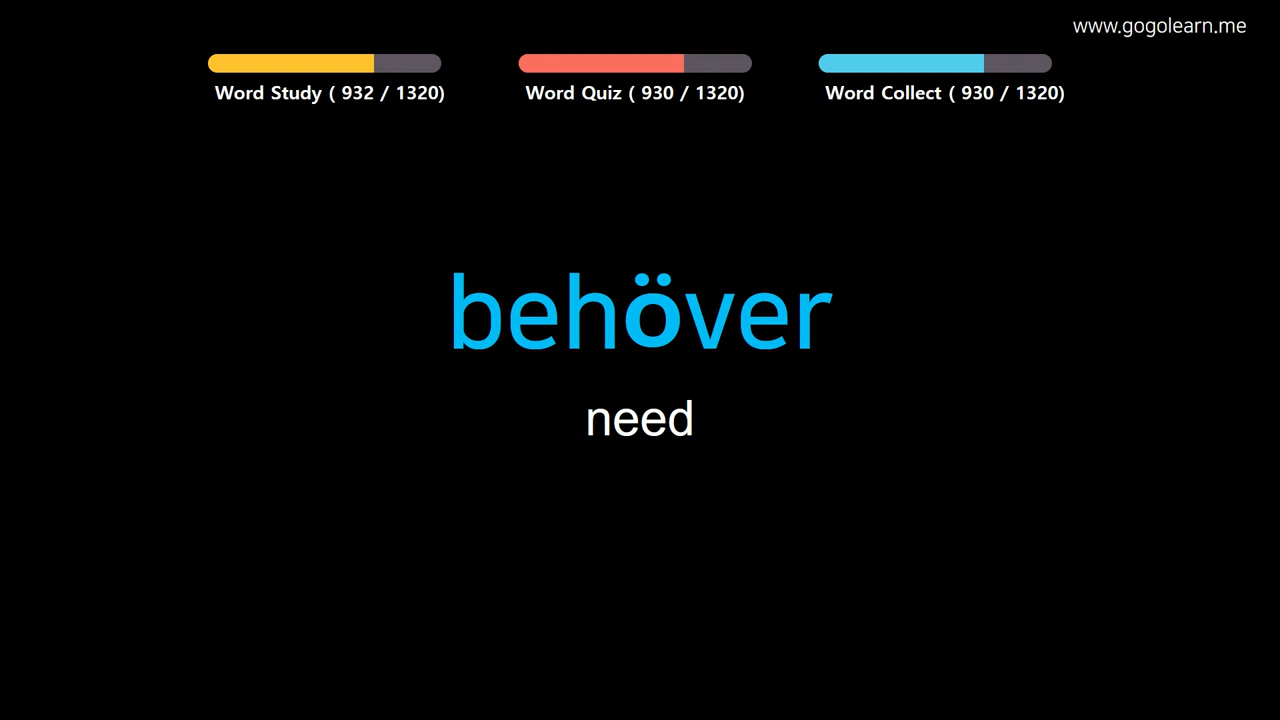 www.gogolearn.me
Word Study ( 932 / 1320)
Word Quiz ( 930 / 1320)
Word Collect ( 930 / 1320)
behöver
need